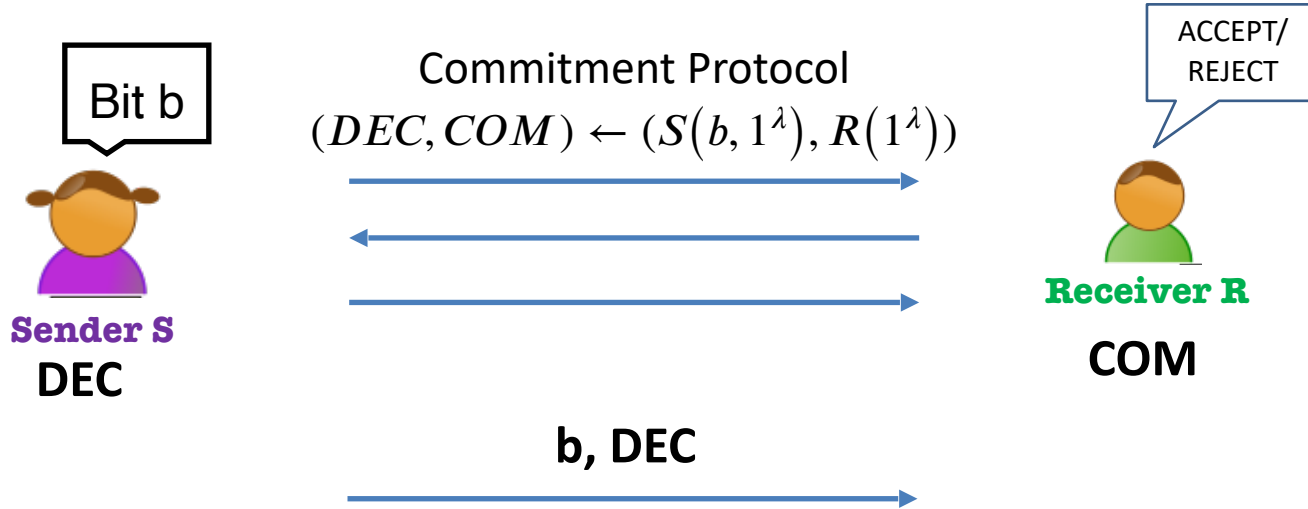 ACCEPT/
REJECT
Bit b
Commitment Protocol
(DEC, COM) ← (S(b, 1^λ), R(1^λ))
Sender S
DEC
Receiver R
COM
b, DEC